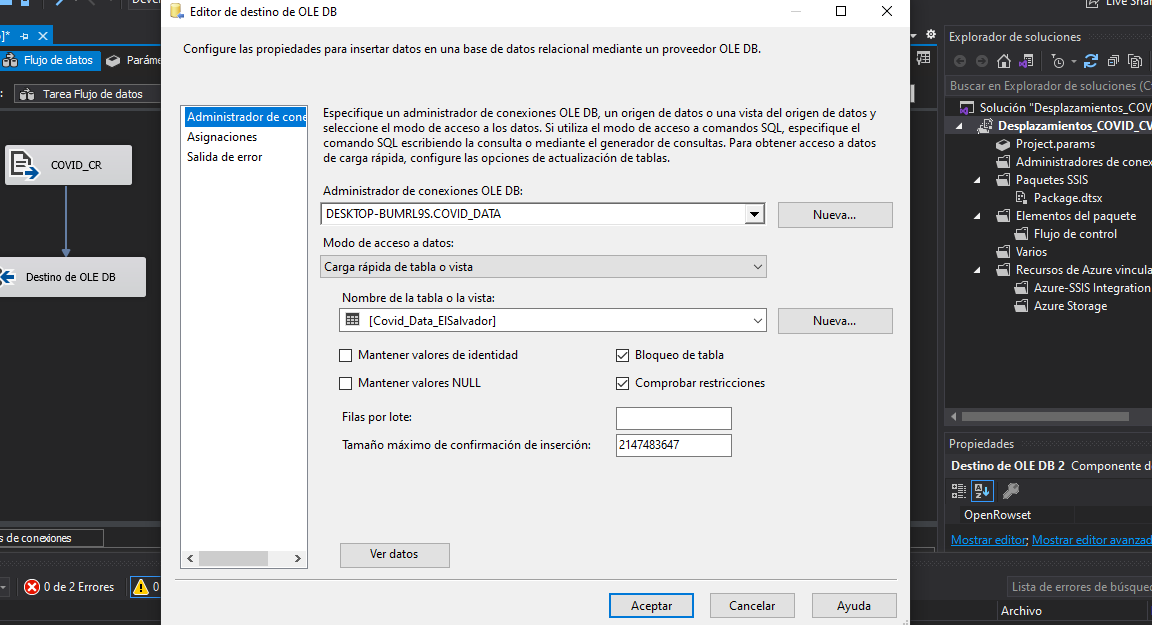 Editor de destino de OLE DB
Live Shar
Configure las propiedades para insertar datos en una base de datos relacional mediante un proveedor OLE DB.
Flujo de datos
Paráme
Tarea Flujo de datos
COVID_CR
Destino de OLE DB
Administrador de cone
Asignaciones
Salida de error
Especifique un administrador de conexiones OLE DB, un origen de datos o una vista del origen de datos y
seleccione el modo de acceso a los datos. Si utiliza el modo de acceso a comandos SQL, especifique el
comando SQL escribiendo la consulta o mediante el generador de consultas. Para obtener acceso a datos
de carga rápida, configure las opciones de actualización de tablas.
Administrador de conexiones OLE DB:
DESKTOP-BUMRL9S.COVID_DATA
Nueva...
Modo de acceso a datos:
Carga rápida de tabla o vista
Nombre de la tabla o la vista:
[Covid_Data_ElSalvador]
Nueva...
Mantener valores de identidad
Bloqueo de tabla
Mantener valores NULL
Comprobar restricciones
Filas por lote:
Tamaño máximo de confirmación de inserción:
2147483647
Ver datos
Aceptar
Cancelar
Ayuda
s de conexiones
0 de 2 Errores
0
Explorador de soluciones
Buscar en Explorador de soluciones (C
Solución "Desplazamientos_COV
Desplazamientos_COVID_CV
Project.params
Administradores de conex
Paquetes SSIS
Package.dtsx
Elementos del paquete
Flujo de control
Varios
Recursos de Azure vincula
Azure-SSIS Integration
Azure Storage
Propiedades
Destino de OLE DB 2 Componente d
OpenRowset
Mostrar editor; Mostrar editor avanzad
Lista de errores de búsque
Archivo